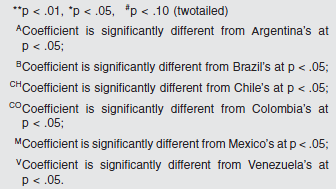 **p < .01, *p < .05, #p < .10 (twotailed)
ACoefficient is significantly different from Argentina's at
p < .05;
BCoefficient is significantly different from Brazil's at p < .05;
CHCoefficient is significantly different from Chile's at p < .05;
COCoefficient is significantly different from Colombia's at
p < .05;
MCoefficient is significantly different from Mexico's at p < .05;
VCoefficient is significantly different from Venezuela's at
p < .05.